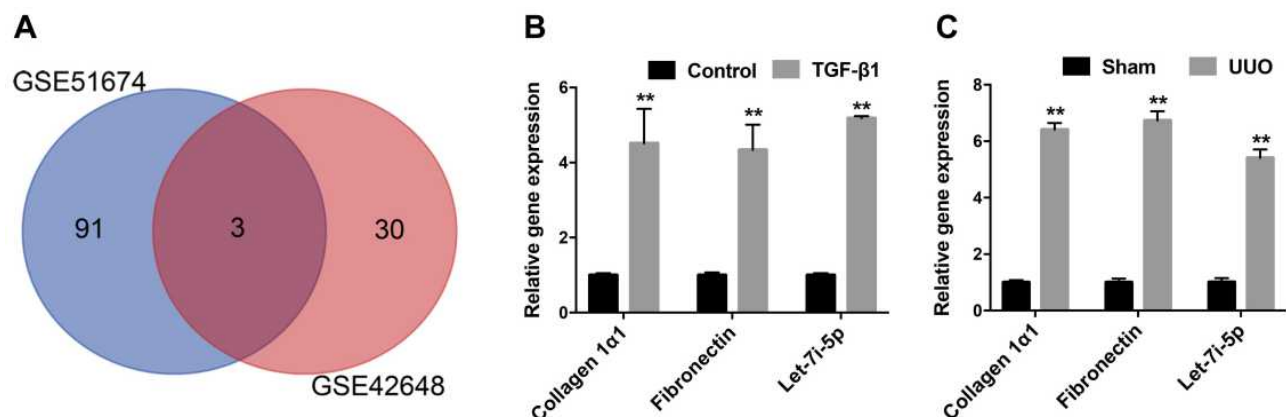 A
GSE51674
91
3
30
GSE42648
B
Control
TGF-β1
Relative gene expression
6
4
2
0
**
**
**
Collagen 1α1
Fibronectin
Let-7i-5p
C
Sham
UUO
Relative gene expression
8
6
4
2
0
**
**
**
Collagen 1α1
Fibronectin
Let-7i-5p